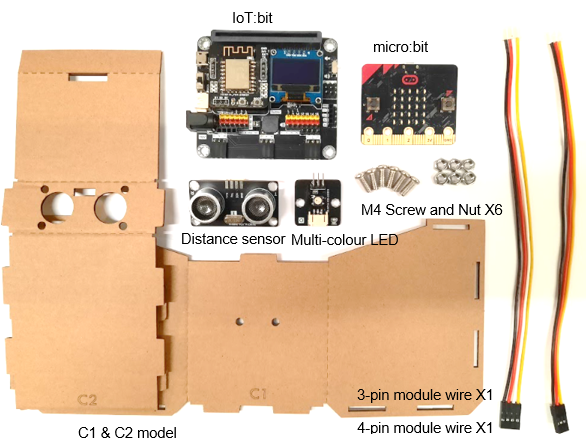 IoT:bit
micro:bit
M4 Screw and Nut X6
Distance sensor
Multi-colour LED
C2
C1
3-pin module wire X1
4-pin module wire X1
C1 & C2 model